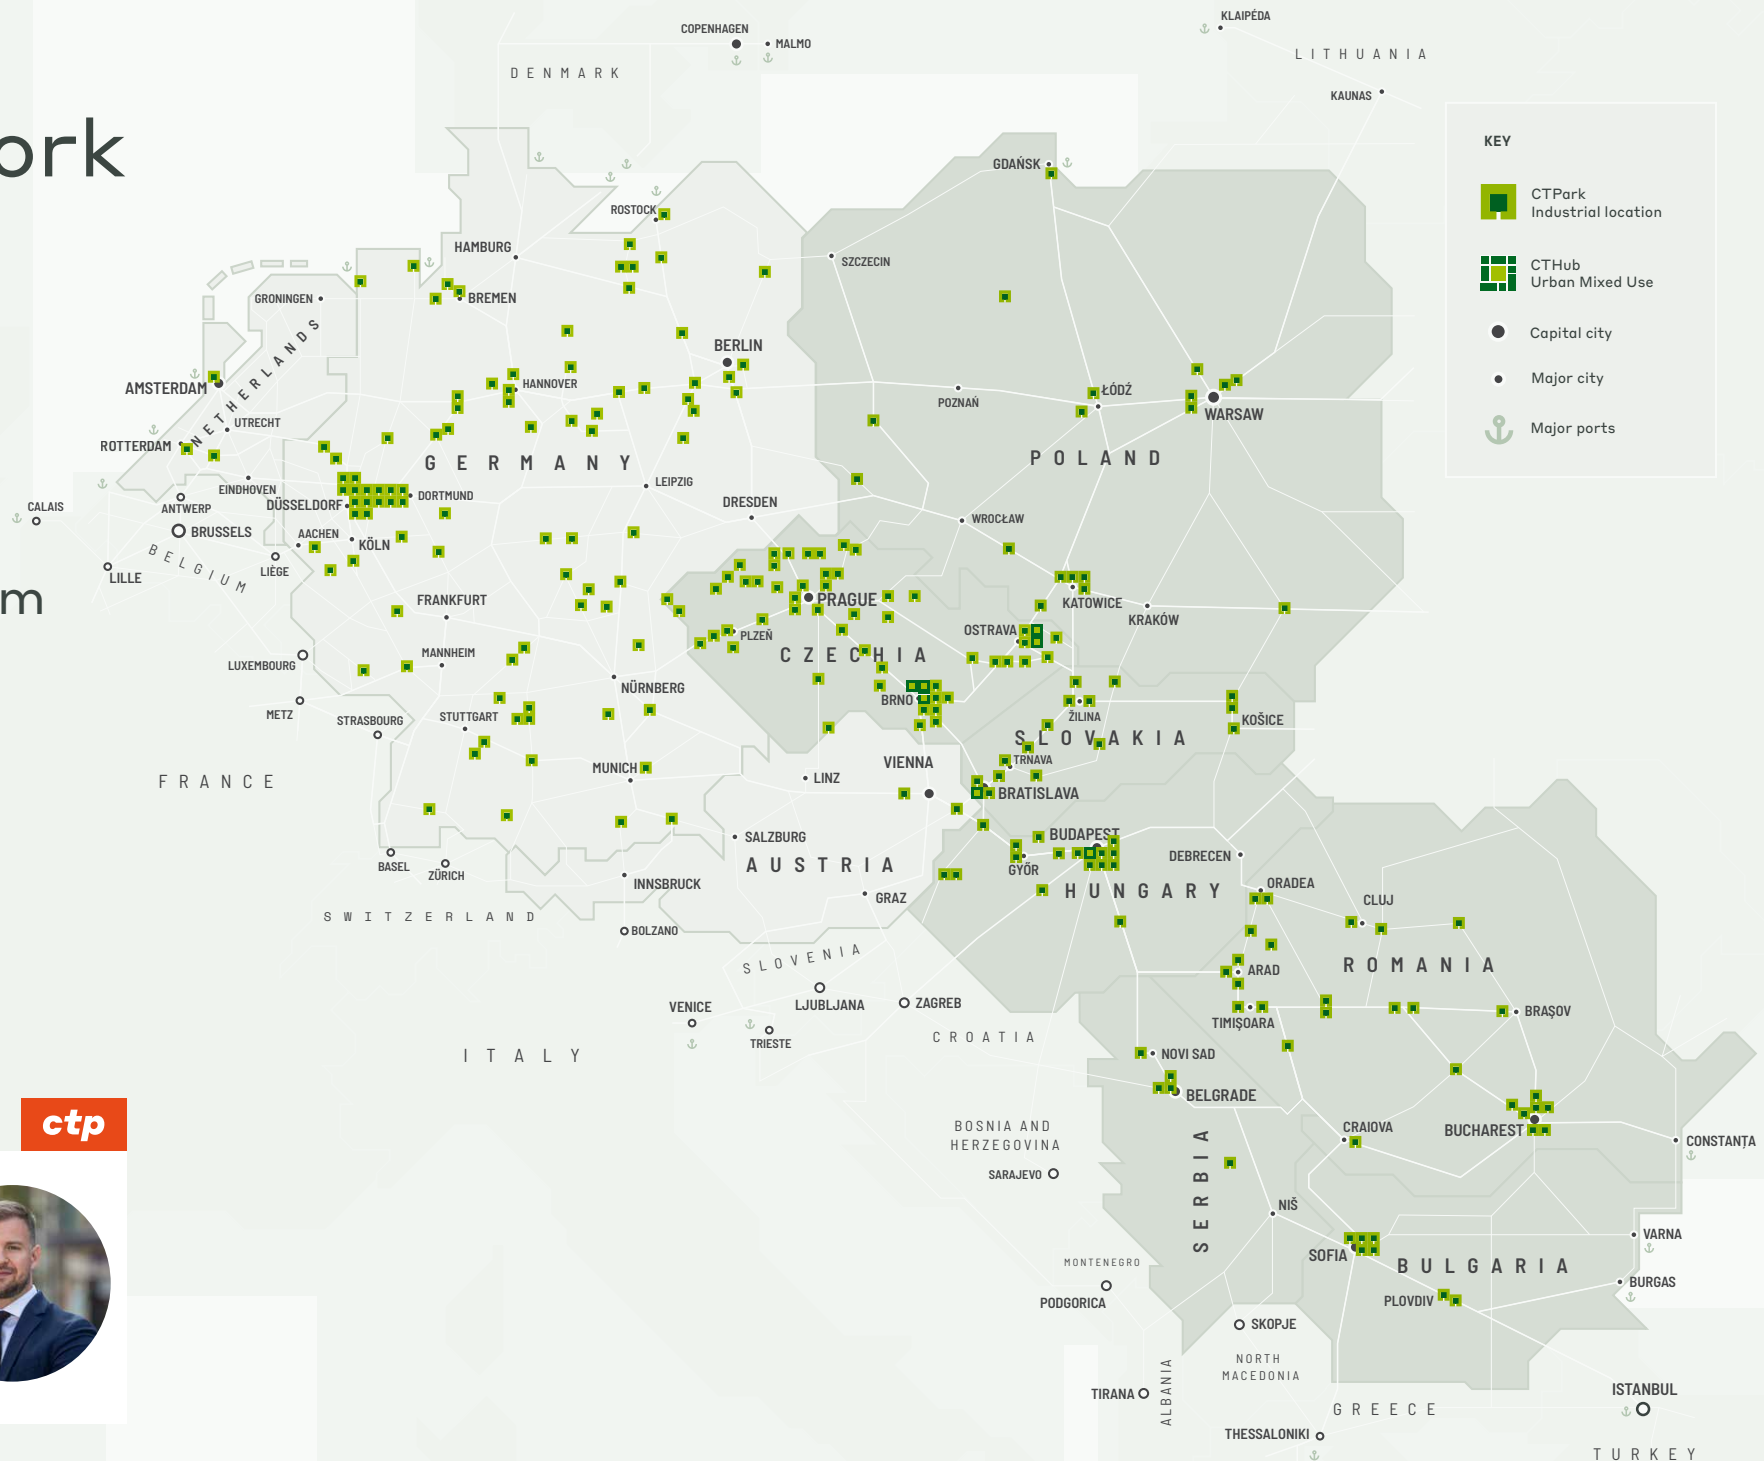 ork
m
ctp
KEY
CTPark
Industrial location
CTHub
Urban Mixed Use
Capital city
Major city
Major ports
COPENHAGEN
MALMO
DENMARK
KLAIPĖDA
LITHUANIA
KAUNAS
GDAŃSK
ROSTOCK
HAMBURG
SZCZECIN
GRONINGEN
BREMEN
NETHERLANDS
BERLIN
AMSTERDAM
HANNOVER
POZNAŃ
ŁÓDŹ
WARSAW
UTRECHT
ROTTERDAM
GERMANY
POLAND
EINDHOVEN
DORTMUND
LEIPZIG
ANTWERP
DÜSSELDORF
DRESDEN
CALAIS
BRUSSELS
AACHEN
KÖLN
WROCŁAW
BELGIUM
LIÈGE
LILLE
FRANKFURT
PRAGUE
KATOWICE
KRAKÓW
PLZEŇ
OSTRAVA
LUXEMBOURG
MANNHEIM
CZECHIA
NÜRNBERG
BRNO
METZ
STRASBOURG
STUTTGART
ŽILINA
KOŠICE
SLOVAKIA
VIENNA
TRNAVA
MUNICH
LINZ
FRANCE
BRATISLAVA
SALZBURG
BUDAPEST
BASEL
ZÜRICH
AUSTRIA
GYŐR
DEBRECEN
INNSBRUCK
HUNGARY
ORADEA
GRAZ
CLUJ
SWITZERLAND
BOLZANO
SLOVENIA
ROMANIA
ARAD
LJUBLJANA
ZAGREB
VENICE
TIMIŞOARA
BRAŞOV
TRIESTE
CROATIA
ITALY
NOVI SAD
BELGRADE
BOSNIA AND
HERZEGOVINA
CRAIOVA
BUCHAREST
CONSTANȚA
SARAJEVO
SERBIA
NIŠ
VARNA
SOFIA
MONTENEGRO
BULGARIA
BURGAS
PODGORICA
PLOVDIV
SKOPJE
NORTH
MACEDONIA
TIRANA
ALBANIA
ISTANBUL
GREECE
THESSALONIKI
TURKEY